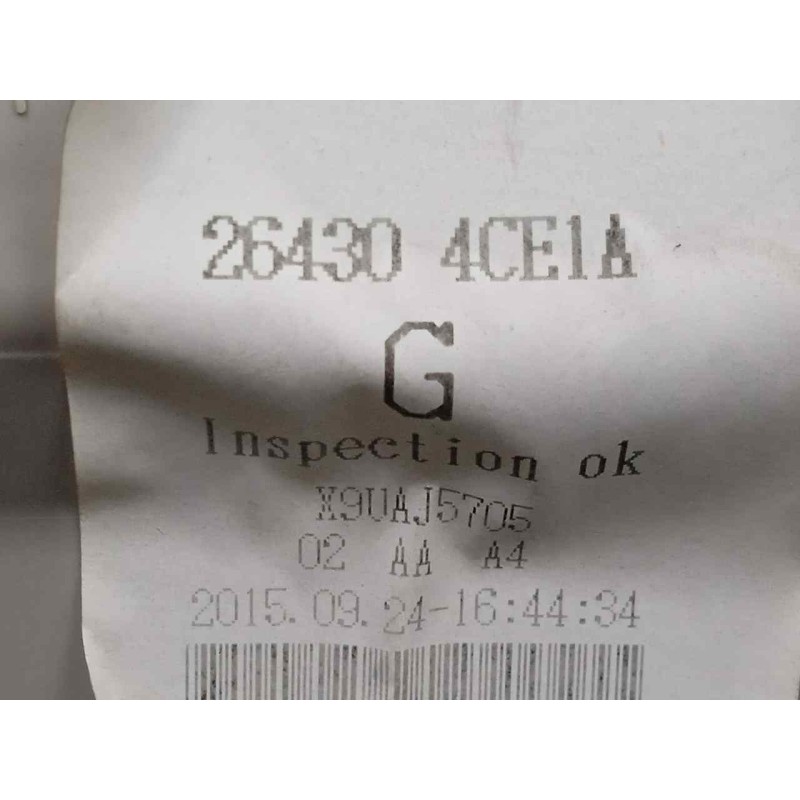 26430 4CE1A
G
Inspection ok
X9UAJ5705
02 AA A4
2015.09.24-16:44:34